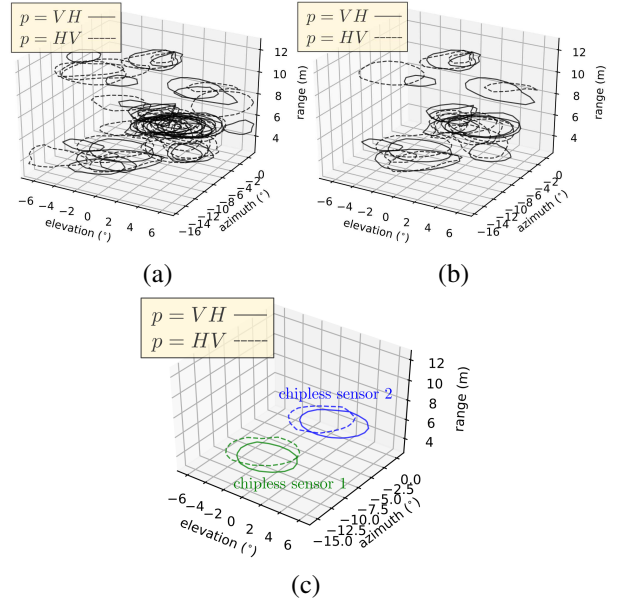 p = VH
p = HV
12
10
8
6
4
range (m)
−6 −4 −2 0 2 4 6
elevation (°)
−16−14−12−10−8−6−4−2 0
azimuth (°)
(a)
p = VH
p = HV
12
10
8
6
4
range (m)
−6 −4 −2 0 2 4 6
elevation (°)
−16−14−12−10−8−6−4−2 0
azimuth (°)
(b)
p = VH
p = HV
12
10
8
6
4
range (m)
chipless sensor 2
chipless sensor 1
−6 −4 −2 0 2 4 6
elevation (°)
−15.0−12.5−10.0−7.5−5.0−2.5 0.0
azimuth (°)
(c)